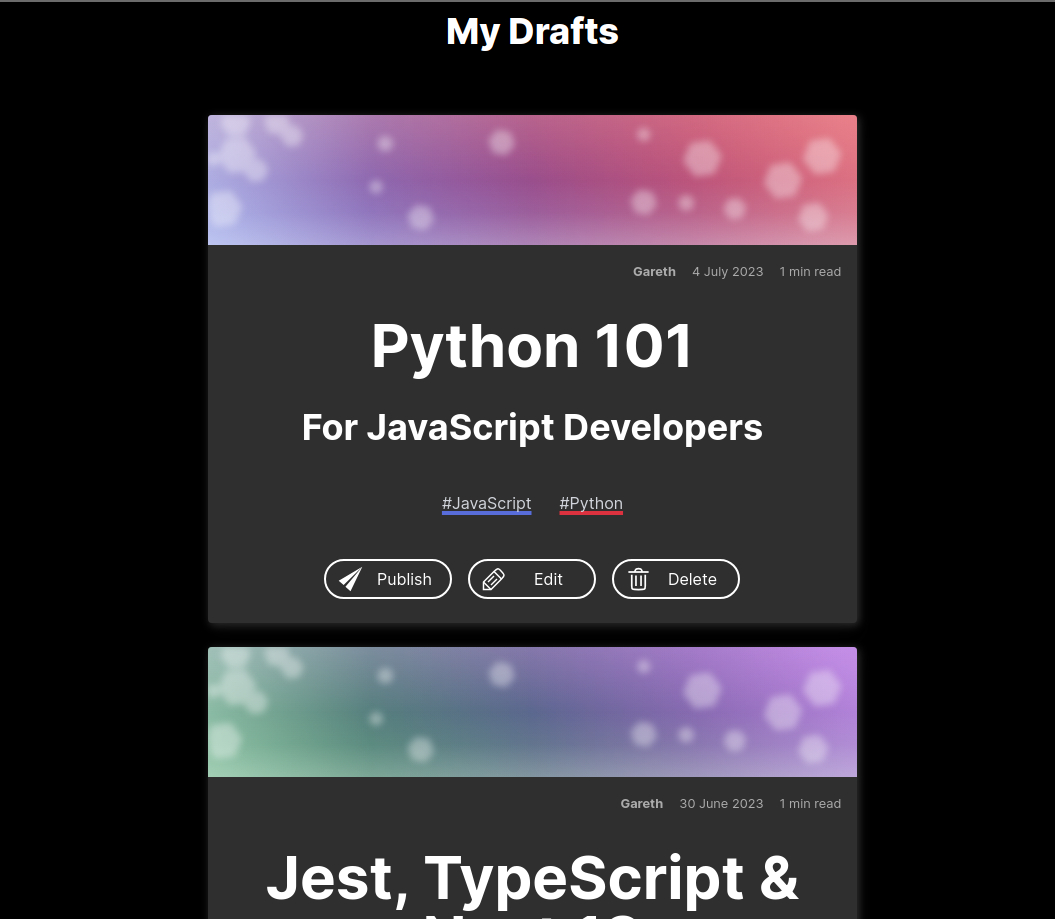 My Drafts
Gareth 4 July 2023 1 min read
Python 101
For JavaScript Developers
#JavaScript #Python
Publish Edit Delete
Gareth 30 June 2023 1 min read
Jest, TypeScript &